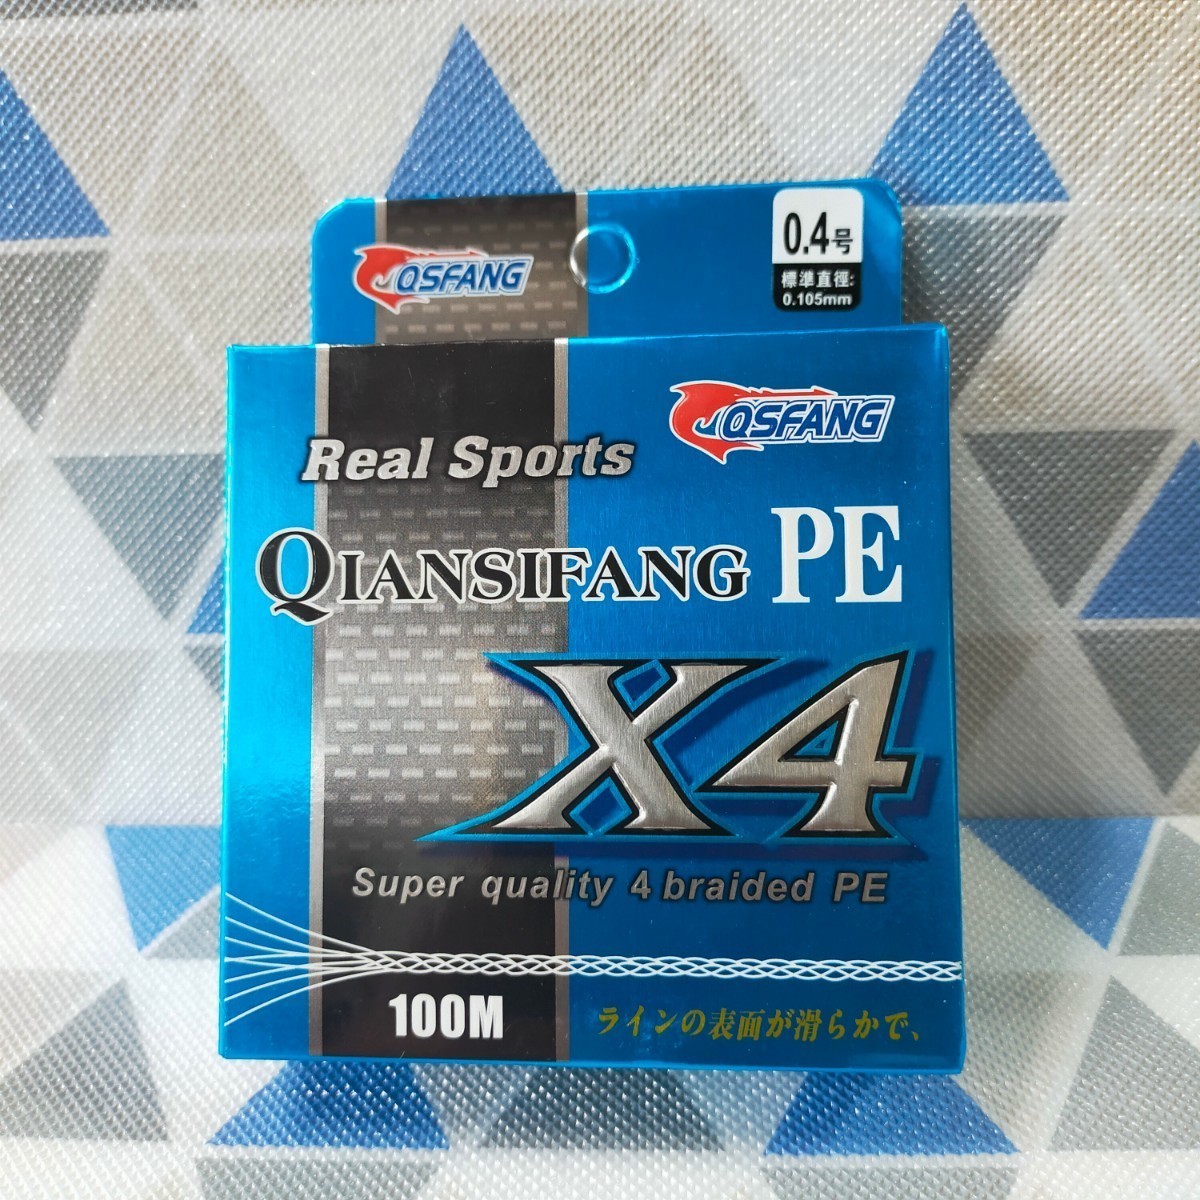 QSFANG
0.4号
標準直徑:
0.105mm
QSFANG
Real Sports
QIANSIFANG PE
X4
Super quality 4 braided PE
100M
ラインの表面が滑らかで、